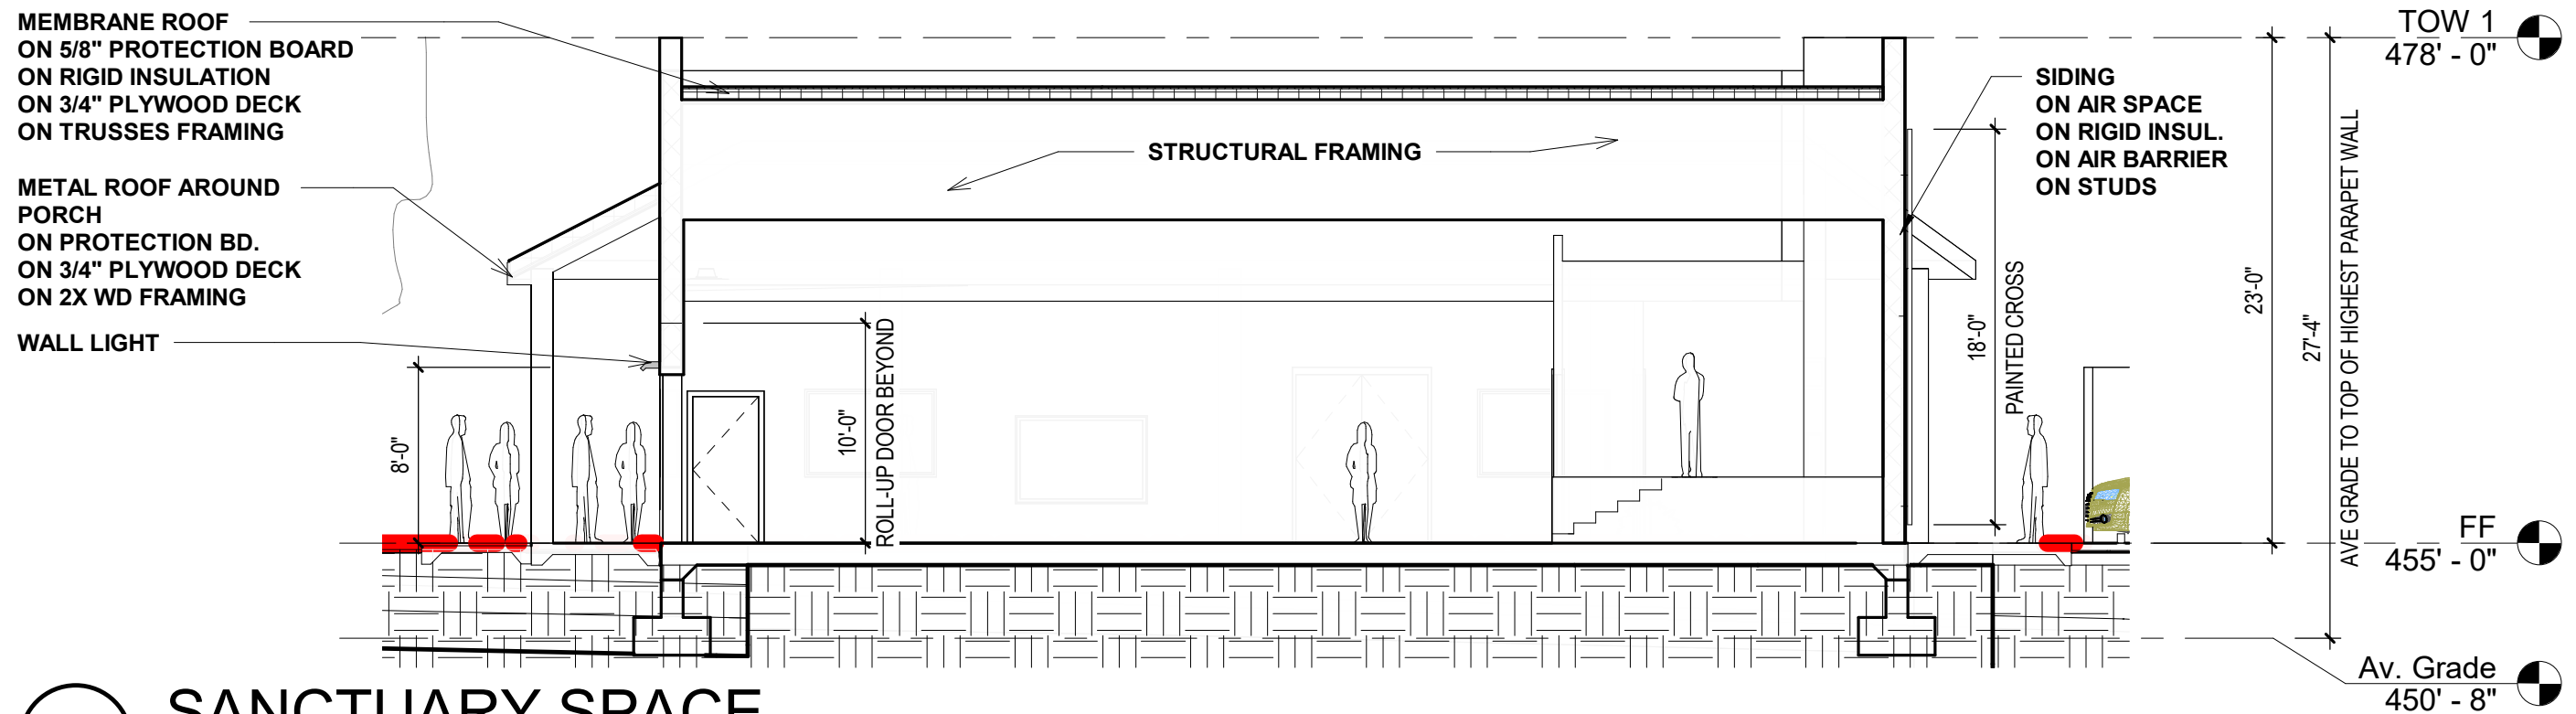 MEMBRANE ROOF
ON 5/8" PROTECTION BOARD
ON RIGID INSULATION
ON 3/4" PLYWOOD DECK
ON TRUSSES FRAMING
METAL ROOF AROUND
PORCH
ON PROTECTION BD.
ON 3/4" PLYWOOD DECK
ON 2X WD FRAMING
WALL LIGHT
8'-0"
10'-0"
ROLL-UP DOOR BEYOND
STRUCTURAL FRAMING
SIDING
ON AIR SPACE
ON RIGID INSUL.
ON AIR BARRIER
ON STUDS
18'-0"
PAINTED CROSS
23'-0"
27'-4"
AVE GRADE TO TOP OF HIGHEST PARAPET WALL
TOW 1
478' - 0"
FF
455' - 0"
Av. Grade
450' - 8"
SANCTUARY SPACE